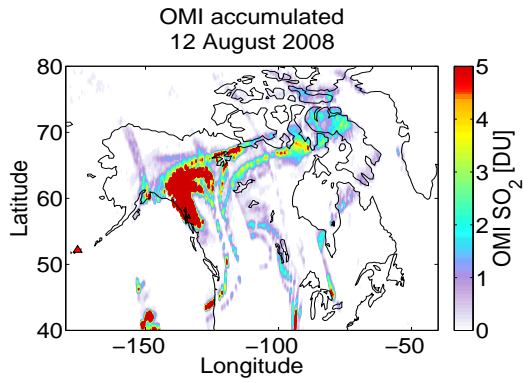 OMI accumulated
12 August 2008
80
70
60
50
40
Latitude
−150
−100
−50
Longitude
5
4
3
2
1
0
OMI SO₂ [DU]